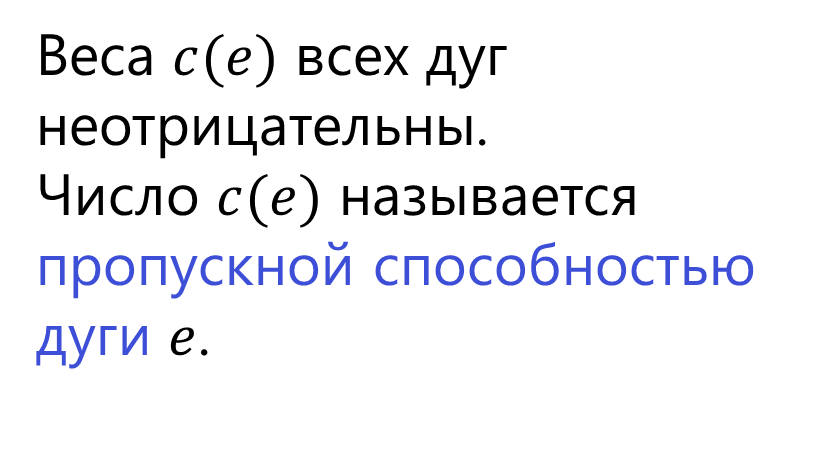 Веса c(e) всех дуг
неотрицательны.
Число c(e) называется
пропускной способностью
дуги e.